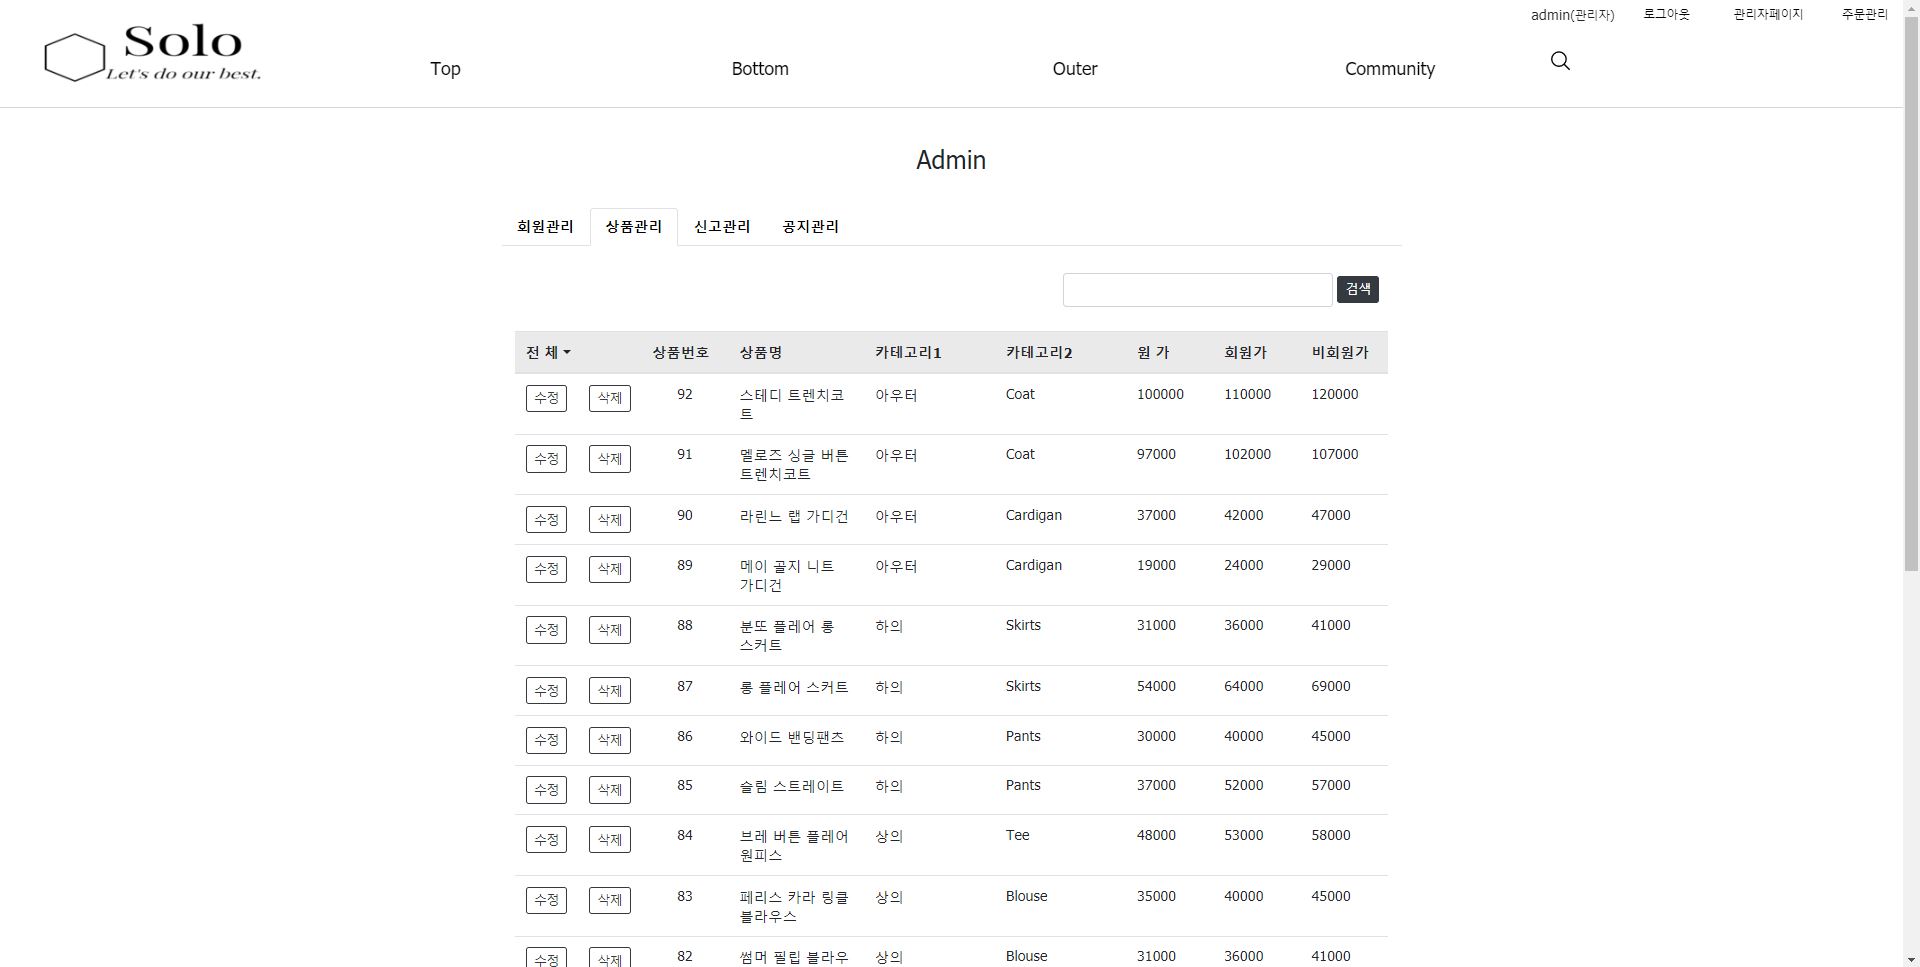 admin(관리자) 로그아웃 관리자페이지 주문관리
Solo
Let's do our best.
Top Bottom Outer Community
Admin
회원관리 상품관리 신고관리 공지관리
검색
전 체 상품번호 상품명 카테고리1 카테고리2 원 가 회원가 비회원가
수정 삭제 92 스테디 트렌치코 아우터 Coat 100000 110000 120000
트
수정 삭제 91 멜로즈 싱글 버튼 아우터 Coat 97000 102000 107000
트렌치코트
수정 삭제 90 라린느 랩 가디건 아우터 Cardigan 37000 42000 47000
수정 삭제 89 메이 골지 니트 아우터 Cardigan 19000 24000 29000
가디건
수정 삭제 88 분또 플레어 롱 하의 Skirts 31000 36000 41000
스커트
수정 삭제 87 롱 플레어 스커트 하의 Skirts 54000 64000 69000
수정 삭제 86 와이드 밴딩팬츠 하의 Pants 30000 40000 45000
수정 삭제 85 슬림 스트레이트 하의 Pants 37000 52000 57000
수정 삭제 84 브레 버튼 플레어 상의 Tee 48000 53000 58000
원피스
수정 삭제 83 페리스 카라 링클 상의 Blouse 35000 40000 45000
블라우스
수정 삭제 82 썸머 필립 블라우 상의 Blouse 31000 36000 41000